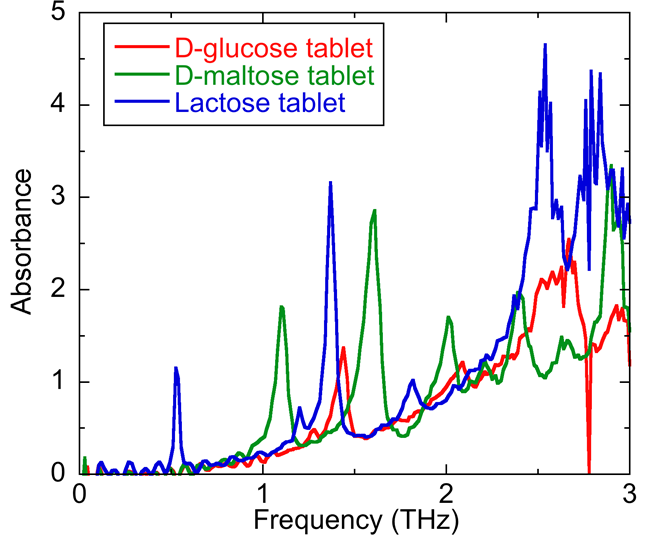 5
D-glucose tablet
D-maltose tablet
Lactose tablet
4
3
2
1
0
Absorbance
0 1 2 3
Frequency (THz)